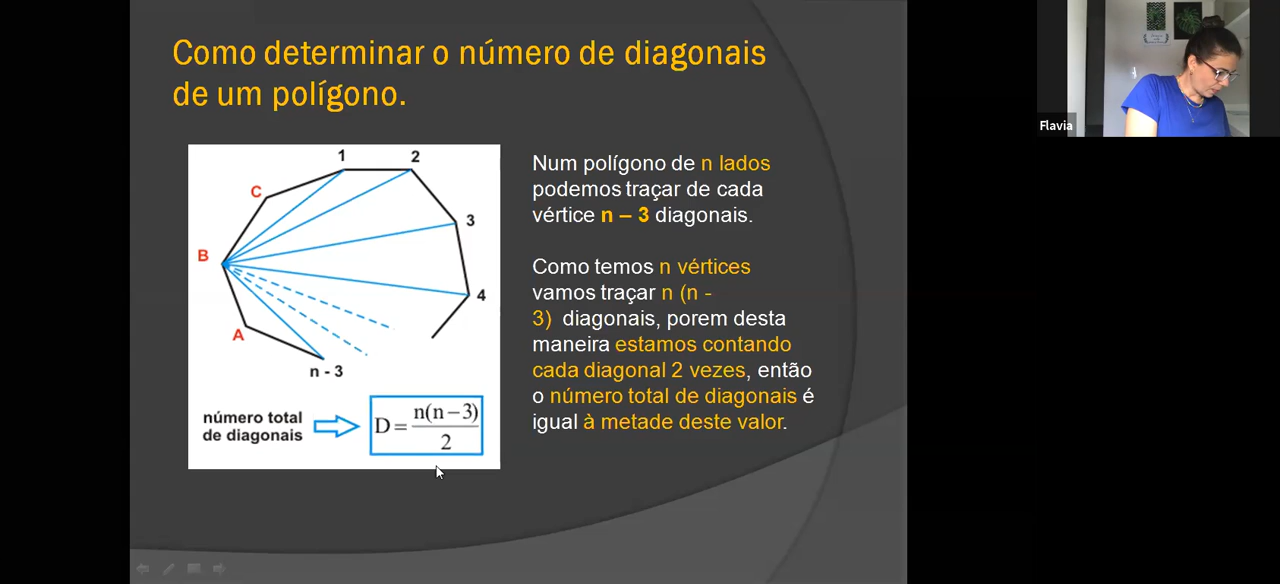 Como determinar o número de diagonais
de um polígono.
1
2
C
3
B
4
A
n - 3
número total
de diagonais
D = n(n−3)
2
Num polígono de n lados
podemos traçar de cada
vértice n – 3 diagonais.
Como temos n vértices
vamos traçar n (n -
3) diagonais, porem desta
maneira estamos contando
cada diagonal 2 vezes, então
o número total de diagonais é
igual à metade deste valor.
Flavia